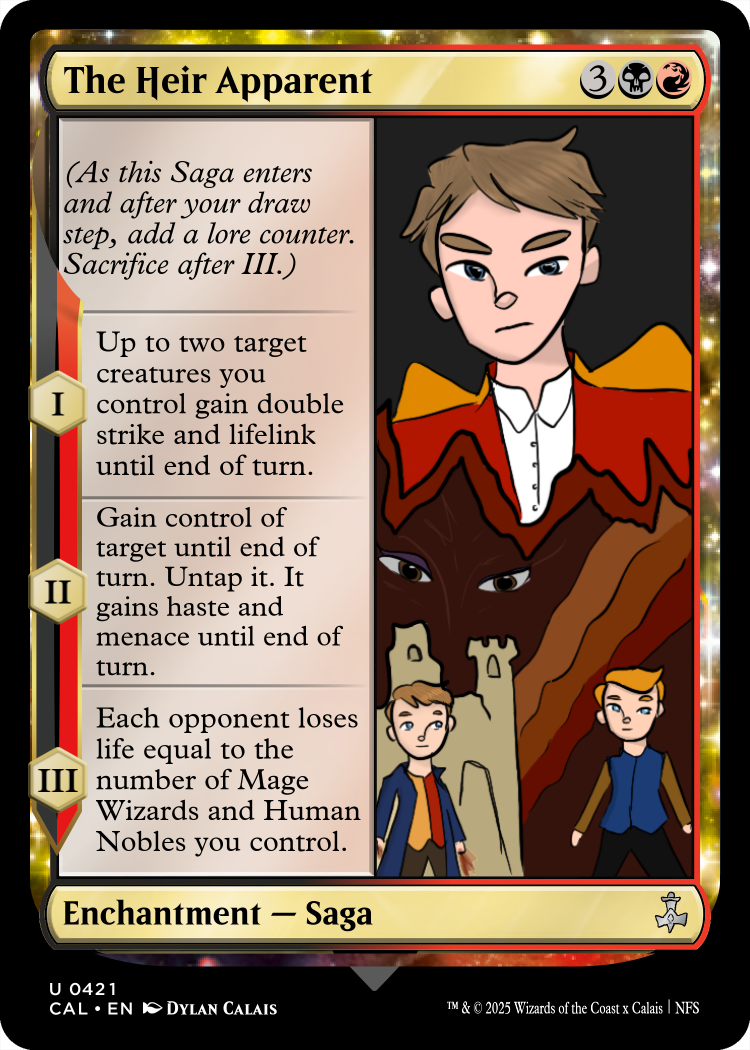 The Heir Apparent 3
(As this Saga enters
and after your draw
step, add a lore counter.
Sacrifice after III.)
I
Up to two target
creatures you
control gain double
strike and lifelink
until end of turn.
II
Gain control of
target until end of
turn. Untap it. It
gains haste and
menace until end of
turn.
III
Each opponent loses
life equal to the
number of Mage
Wizards and Human
Nobles you control.
Enchantment — Saga
U 0421
CAL • EN DYLAN CALAIS
™ & © 2025 Wizards of the Coast x Calais | NFS